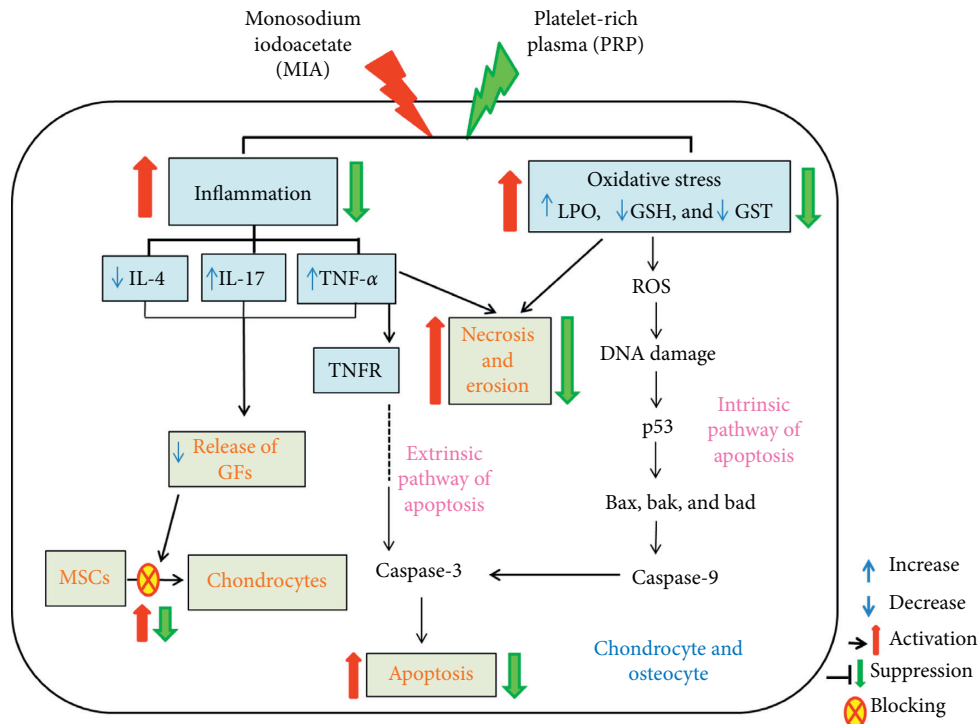 Monosodium
iodoacetate
(MIA)
Platelet-rich
plasma (PRP)
Inflammation
Oxidative stress
↑ LPO, ↓ GSH, and ↓ GST
↓ IL-4
↑ IL-17
↑ TNF-α
ROS
TNFR
Necrosis
and
erosion
DNA damage
p53
Intrinsic
pathway of
apoptosis
↓ Release of
GFs
Extrinsic
pathway of
apoptosis
Bax, bak, and bad
MSCs
Chondrocytes
Caspase-3
Caspase-9
Apoptosis
Chondrocyte and
osteocyte
Increase
Decrease
Activation
Suppression
Blocking